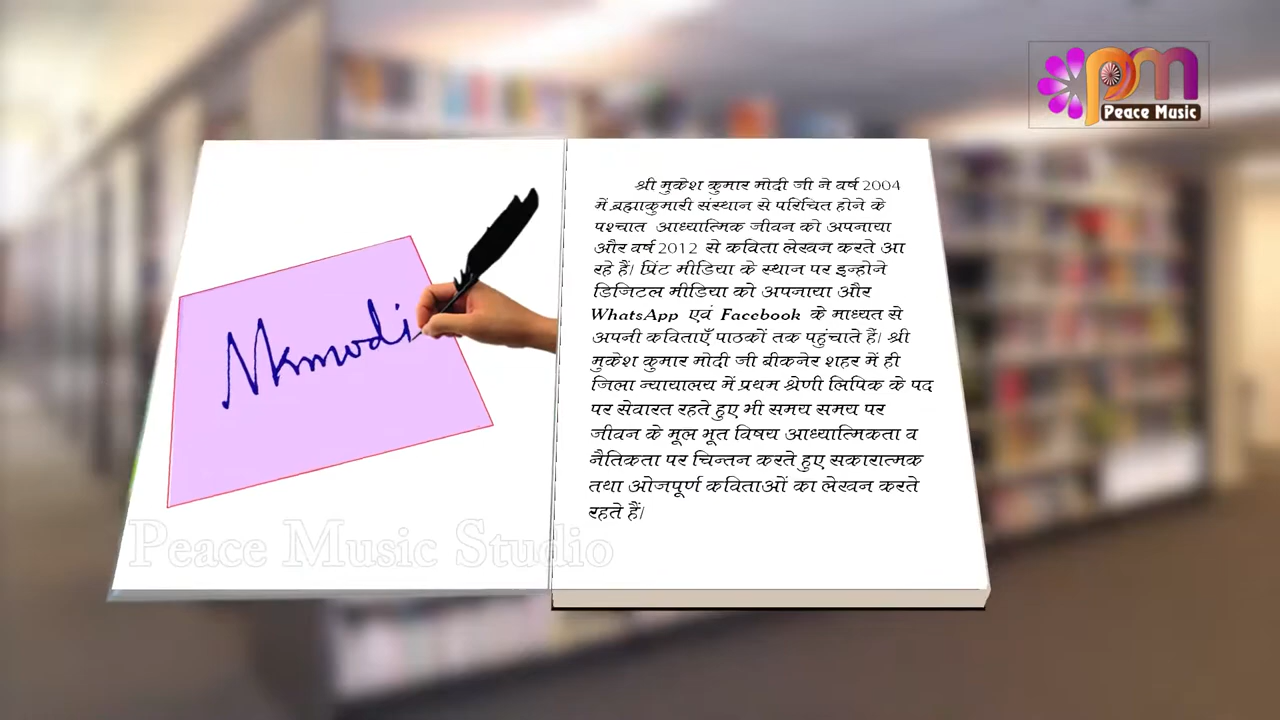 pm
Peace Music
Mkmodi
श्री मुकेश कुमार मोदी जी ने वर्ष 2004
में ब्रह्माकुमारी संस्थान से परिचित होने के
पश्चात आध्यात्मिक जीवन को अपनाया
और वर्ष 2012 से कविता लेखन करते आ
रहे हैं। प्रिंट मीडिया के स्थान पर इन्होने
डिजिटल मीडिया को अपनाया और
WhatsApp एवं Facebook के माध्यत से
अपनी कविताएँ पाठकों तक पहुंचाते हैं। श्री
मुकेश कुमार मोदी जी बीकनेर शहर में ही
जिला न्यायालय में प्रथम श्रेणी लिपिक के पद
पर सेवारत रहते हुए भी समय समय पर
जीवन के मूल भूत विषय आध्यात्मिकता व
नैतिकता पर चिन्तन करते हुए सकारात्मक
तथा ओजपूर्ण कविताओं का लेखन करते
रहते हैं।
Peace Music Studio